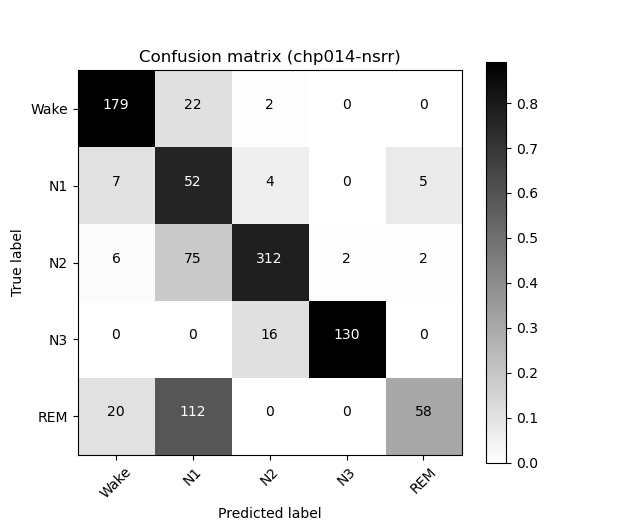 Confusion matrix (chp014-nsrr)
Wake 179 22 2 0 0
N1 7 52 4 0 5
N2 6 75 312 2 2
N3 0 0 16 130 0
REM 20 112 0 0 58
Wake N1 N2 N3 REM
Predicted label
True label
0.8
0.7
0.6
0.5
0.4
0.3
0.2
0.1
0.0